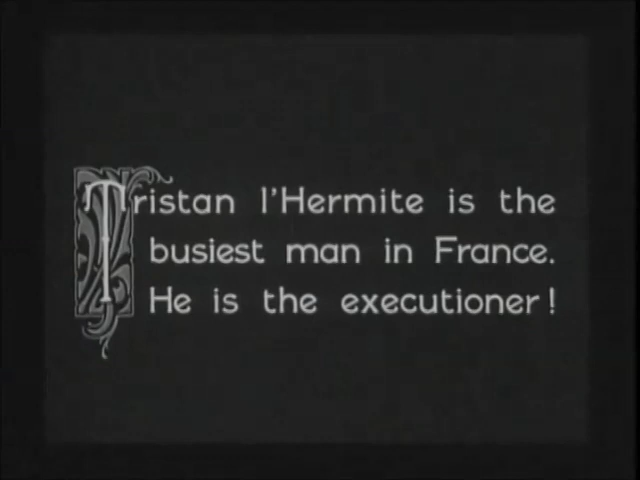 Tristan l'Hermite is the
busiest man in France.
He is the executioner!